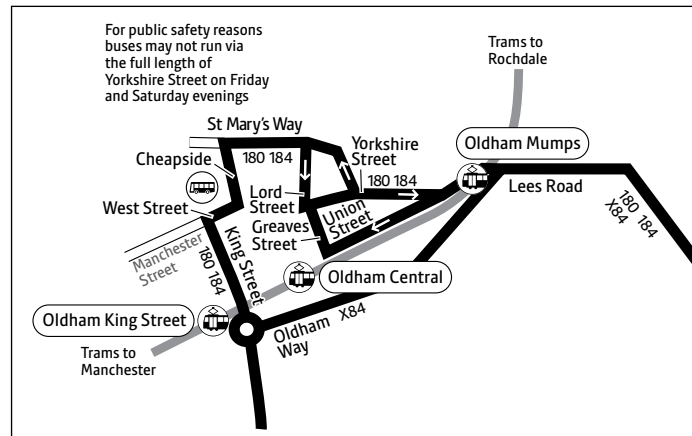 For public safety reasons
buses may not run via
the full length of
Yorkshire Street on Friday
and Saturday evenings
Trams to
Rochdale
St Mary's Way
Cheapside
180 184
Yorkshire
Street
Oldham Mumps
180 184
Lees Road
Lord
Street
West Street
Union
Street
Greaves
Street
180 184
X84
Manchester
Street
King Street
180 184
Oldham Central
Oldham King Street
Oldham
Way
X84
Trams to
Manchester